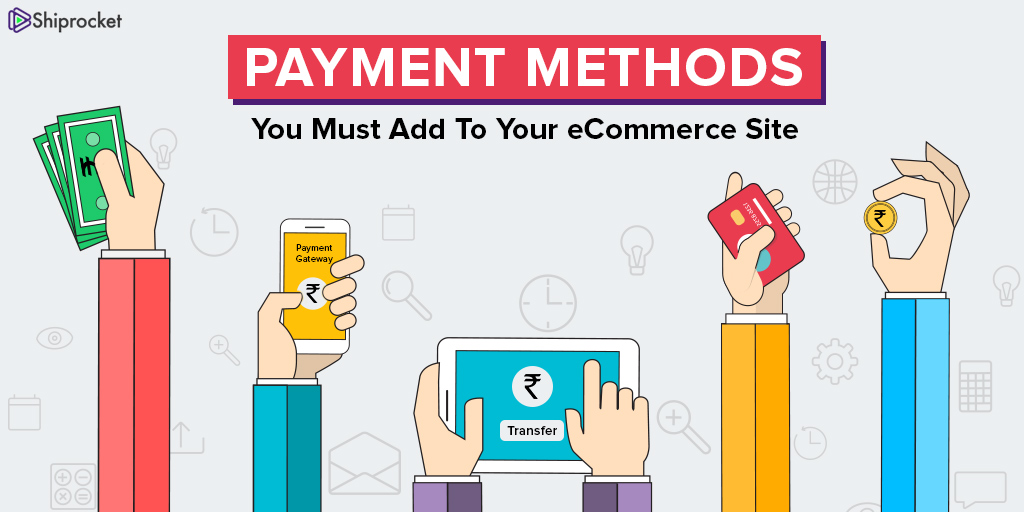 Shiprocket
PAYMENT METHODS
You Must Add To Your eCommerce Site
₹
Payment
Gateway
₹
₹
Transfer
₹